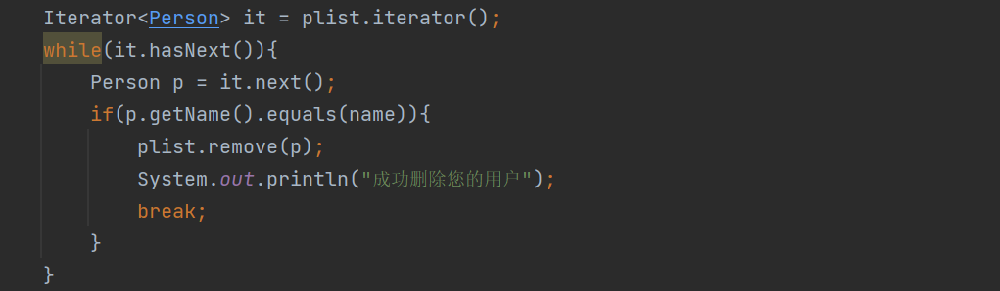 Iterator<Person> it = plist.iterator();
while(it.hasNext()){
    Person p = it.next();
    if(p.getName().equals(name)){
        plist.remove(p);
        System.out.println("成功删除您的用户");
        break;
    }
}